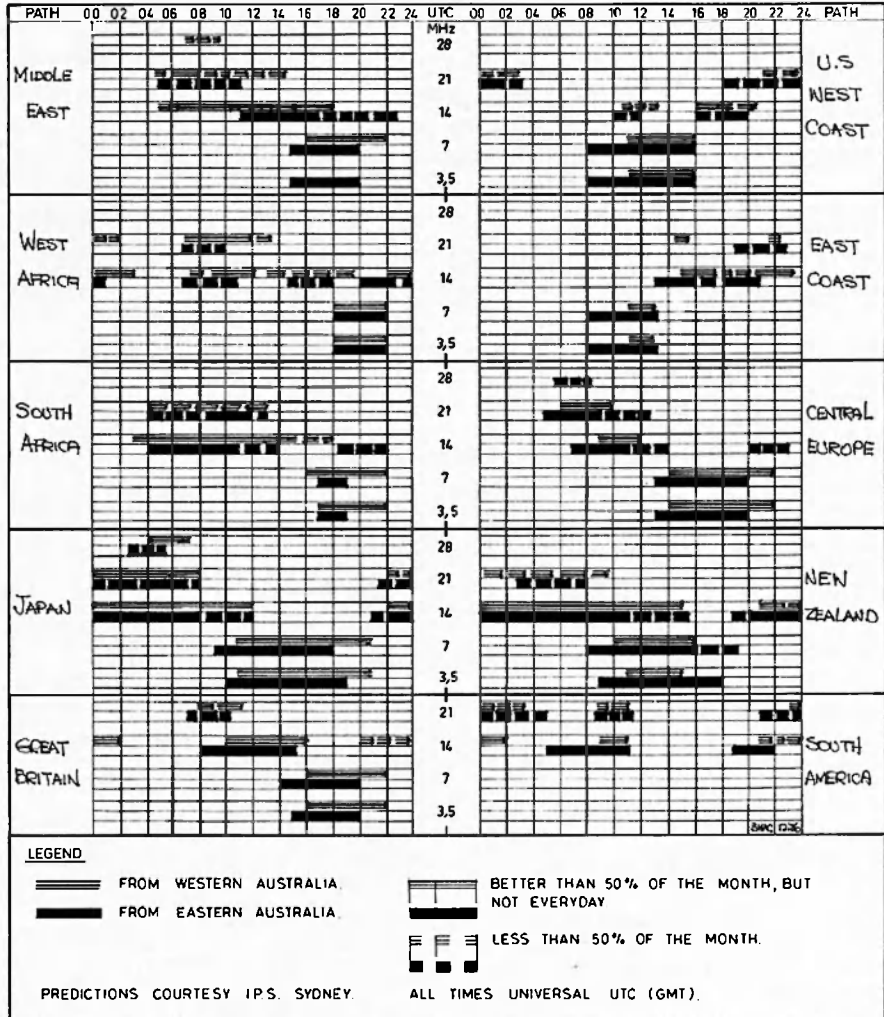 PATH 00 02 04 06 08 10 12 14 16 18 20 22 24 UTC 00 02 04 06 08 10 12 14 16 18 20 22 24 PATH
MHz
28
MIDDLE 21 U.S
EAST 14 WEST
7 COAST
3,5
28
WEST 21 EAST
AFRICA 14 COAST
7
3,5
28
SOUTH 21 CENTRAL
AFRICA 14 EUROPE
7
3,5
28
21 NEW
JAPAN 14 ZEALAND
7
3,5
21
GREAT 14 SOUTH
BRITAIN 7 AMERICA
3,5
LEGEND
FROM WESTERN AUSTRALIA.
FROM EASTERN AUSTRALIA.
BETTER THAN 50% OF THE MONTH, BUT
NOT EVERYDAY
LESS THAN 50% OF THE MONTH.
PREDICTIONS COURTESY I.P.S. SYDNEY. ALL TIMES UNIVERSAL UTC (GMT).